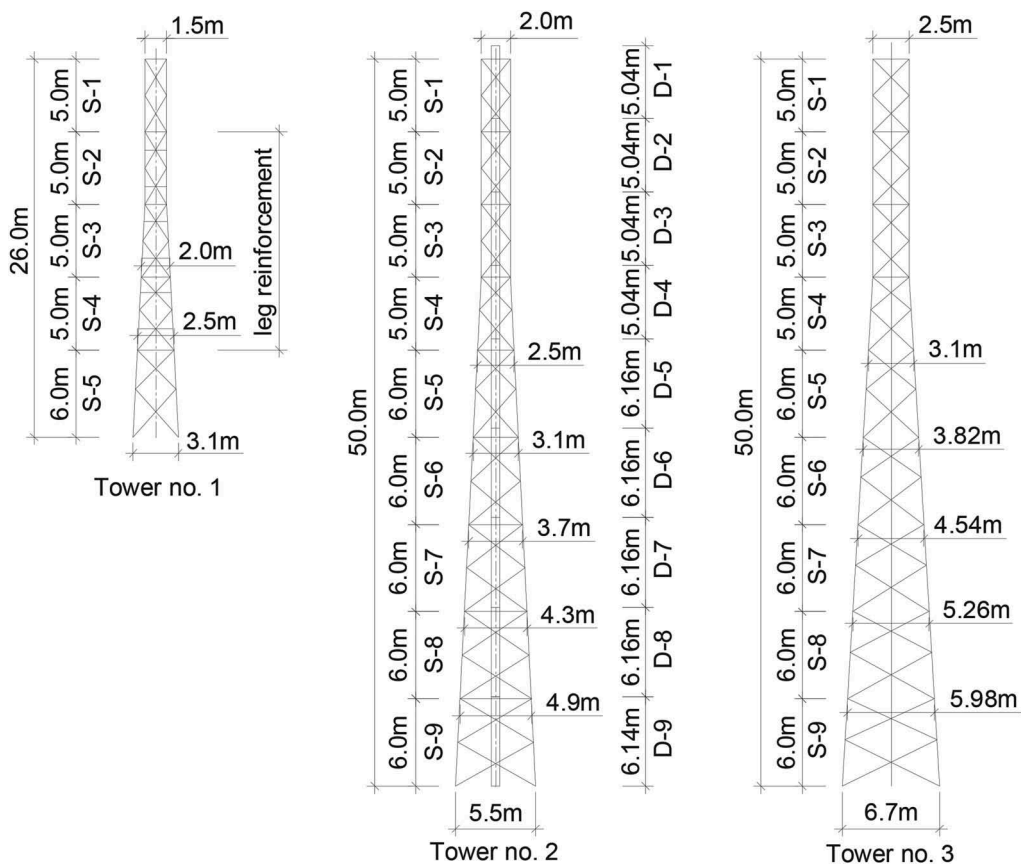 1.5m
26.0m
5.0m S-1
5.0m S-2
5.0m S-3
5.0m S-4
6.0m S-5
leg reinforcement
2.0m
2.5m
3.1m
Tower no. 1
2.0m
50.0m
5.0m S-1
5.0m S-2
5.0m S-3
5.0m S-4
6.0m S-5
6.0m S-6
6.0m S-7
6.0m S-8
6.0m S-9
2.5m
3.1m
3.7m
4.3m
4.9m
5.5m
5.04m D-1
5.04m D-2
5.04m D-3
5.04m D-4
6.16m D-5
6.16m D-6
6.16m D-7
6.16m D-8
6.14m D-9
Tower no. 2
2.5m
50.0m
5.0m S-1
5.0m S-2
5.0m S-3
5.0m S-4
6.0m S-5
6.0m S-6
6.0m S-7
6.0m S-8
6.0m S-9
3.1m
3.82m
4.54m
5.26m
5.98m
6.7m
Tower no. 3